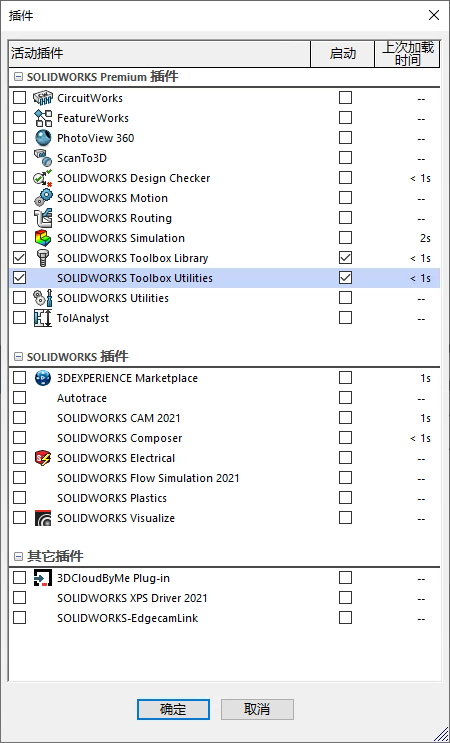 插件
活动插件 启动 上次加载
时间
SOLIDWORKS Premium 插件
CircuitWorks --
FeatureWorks --
PhotoView 360 --
ScanTo3D --
SOLIDWORKS Design Checker < 1s
SOLIDWORKS Motion --
SOLIDWORKS Routing --
SOLIDWORKS Simulation 2s
SOLIDWORKS Toolbox Library < 1s
SOLIDWORKS Toolbox Utilities < 1s
SOLIDWORKS Utilities --
TolAnalyst --
SOLIDWORKS 插件
3DEXPERIENCE Marketplace 1s
Autotrace --
SOLIDWORKS CAM 2021 1s
SOLIDWORKS Composer < 1s
SOLIDWORKS Electrical --
SOLIDWORKS Flow Simulation 2021 --
SOLIDWORKS Plastics --
SOLIDWORKS Visualize --
其它插件
3DCloudByMe Plug-in --
SOLIDWORKS XPS Driver 2021 --
SOLIDWORKS-EdgecamLink --
确定 取消